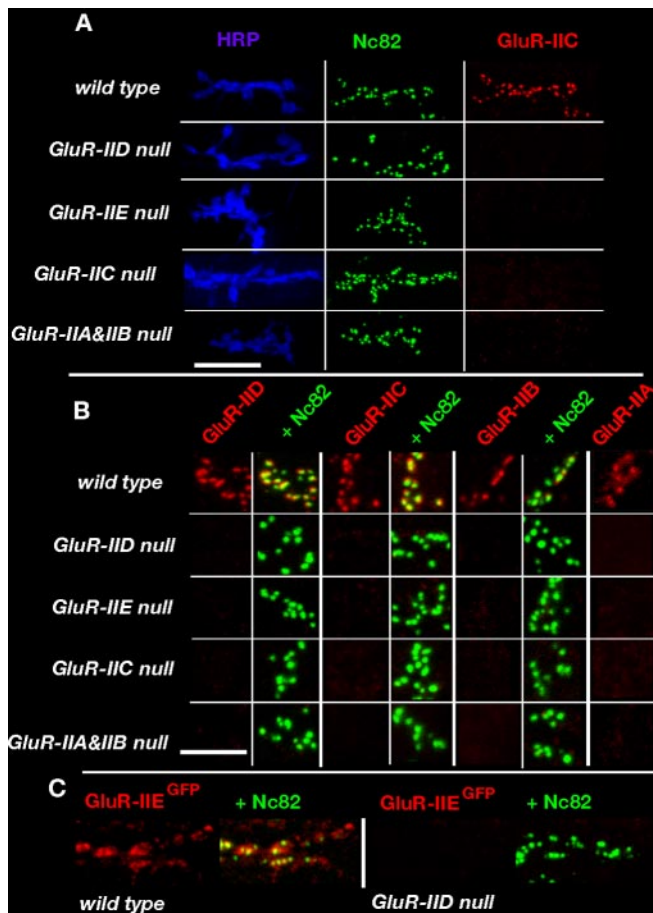 A
HRP Nc82 GluR-IIC
wild type
GluR-IID null
GluR-IIE null
GluR-IIC null
GluR-IIA&IIB null
B
GluR-IID + Nc82 GluR-IIC + Nc82 GluR-IIB + Nc82 GluR-IIA
wild type
GluR-IID null
GluR-IIE null
GluR-IIC null
GluR-IIA&IIB null
C
GluR-IIE^GFP + Nc82 GluR-IIE^GFP + Nc82
wild type GluR-IID null